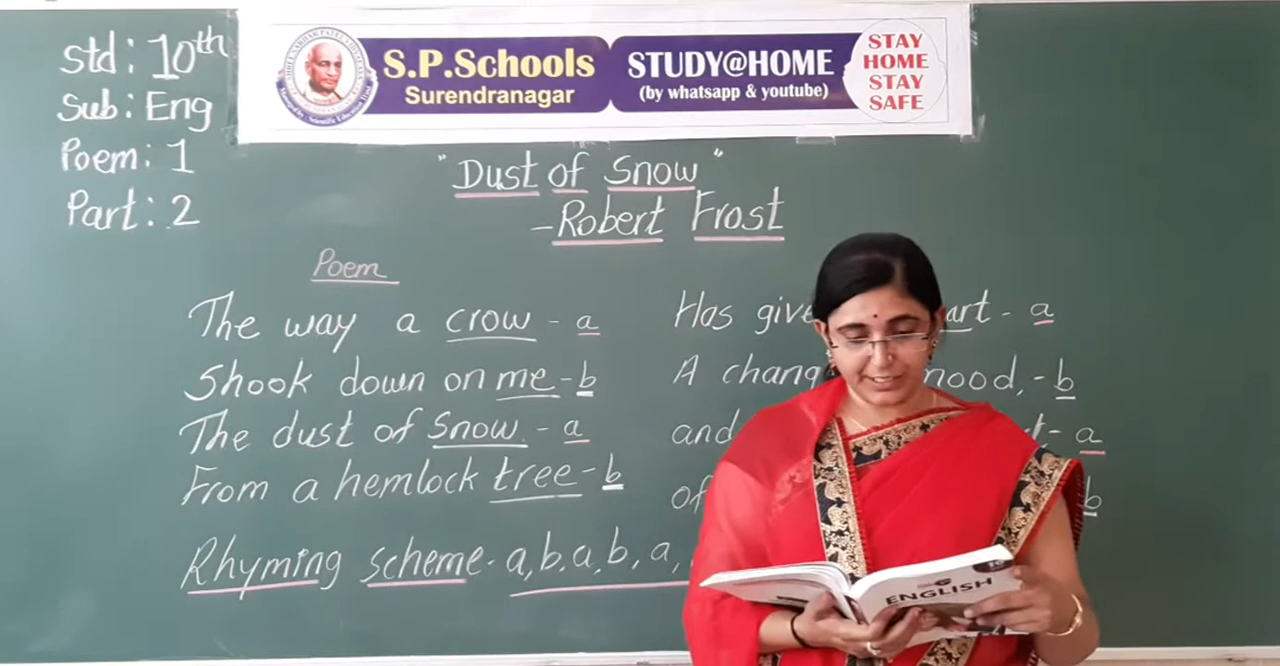 std: 10th
Sub: Eng
Poem: 1
Part: 2
S.P.Schools
Surendranagar
STUDY@HOME
(by whatsapp & youtube)
STAY
HOME
STAY
SAFE
"Dust of Snow"
- Robert Frost
Poem
The way a crow - a
Shook down on me - b
The dust of snow. - a
From a hemlock tree - b
Has give art - a
A chang mood, - b
and t - a
of b
Rhyming scheme - a, b, a, b, a,
ENGLISH